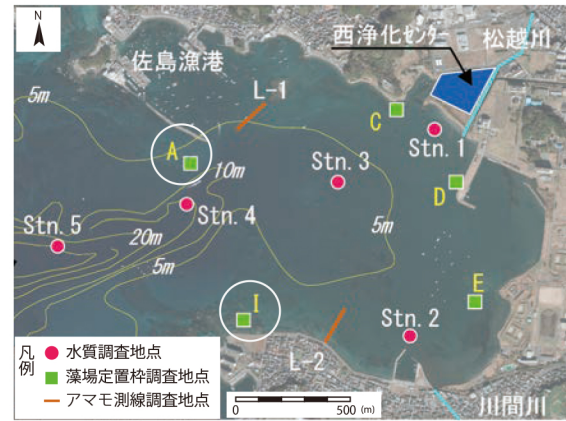 N
西浄化センター
松越川
佐島漁港
5m
L-1
C
Stn. 1
A
Stn. 3
10m
D
Stn. 4
Stn. 5
20m
5m
5m
E
I
Stn. 2
L-2
凡例
水質調査地点
藻場定置枠調査地点
アマモ測線調査地点
0 500 (m)
川間川